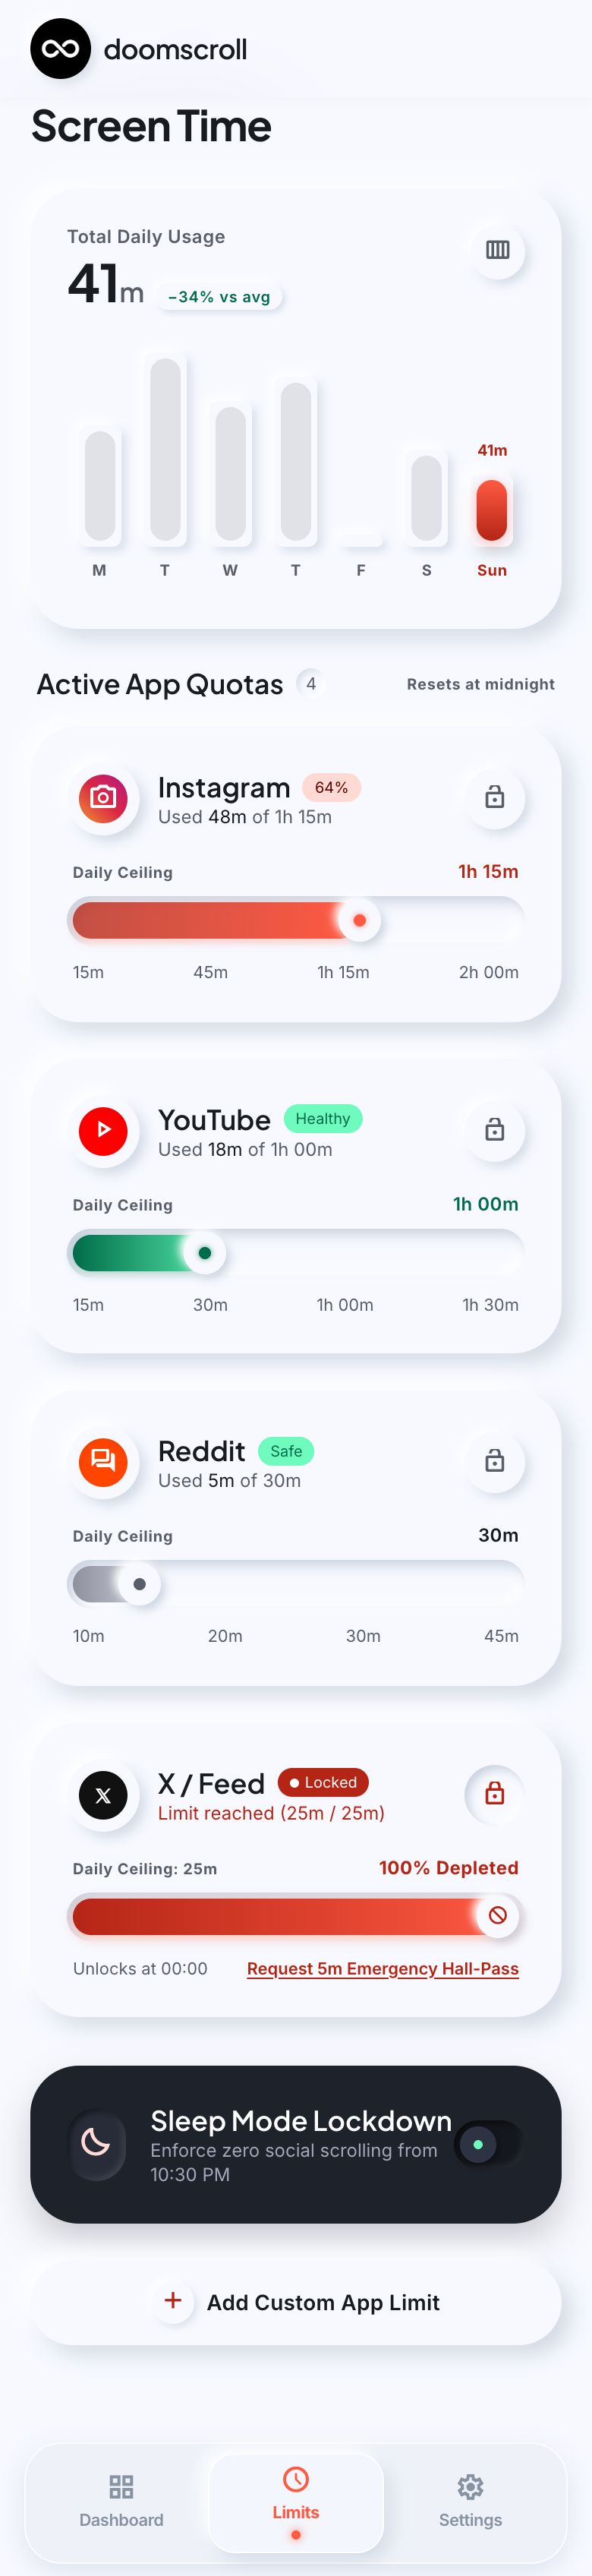 doomscroll
Screen Time
Total Daily Usage
41m −34% vs avg
41m
M T W T F S Sun
Active App Quotas 4 Resets at midnight
Instagram 64%
Used 48m of 1h 15m
Daily Ceiling 1h 15m
15m 45m 1h 15m 2h 00m
YouTube Healthy
Used 18m of 1h 00m
Daily Ceiling 1h 00m
15m 30m 1h 00m 1h 30m
Reddit Safe
Used 5m of 30m
Daily Ceiling 30m
10m 20m 30m 45m
𝕏 X / Feed Locked
Limit reached (25m / 25m)
Daily Ceiling: 25m 100% Depleted
Unlocks at 00:00 Request 5m Emergency Hall-Pass
Sleep Mode Lockdown
Enforce zero social scrolling from
10:30 PM
Add Custom App Limit
Dashboard Limits Settings